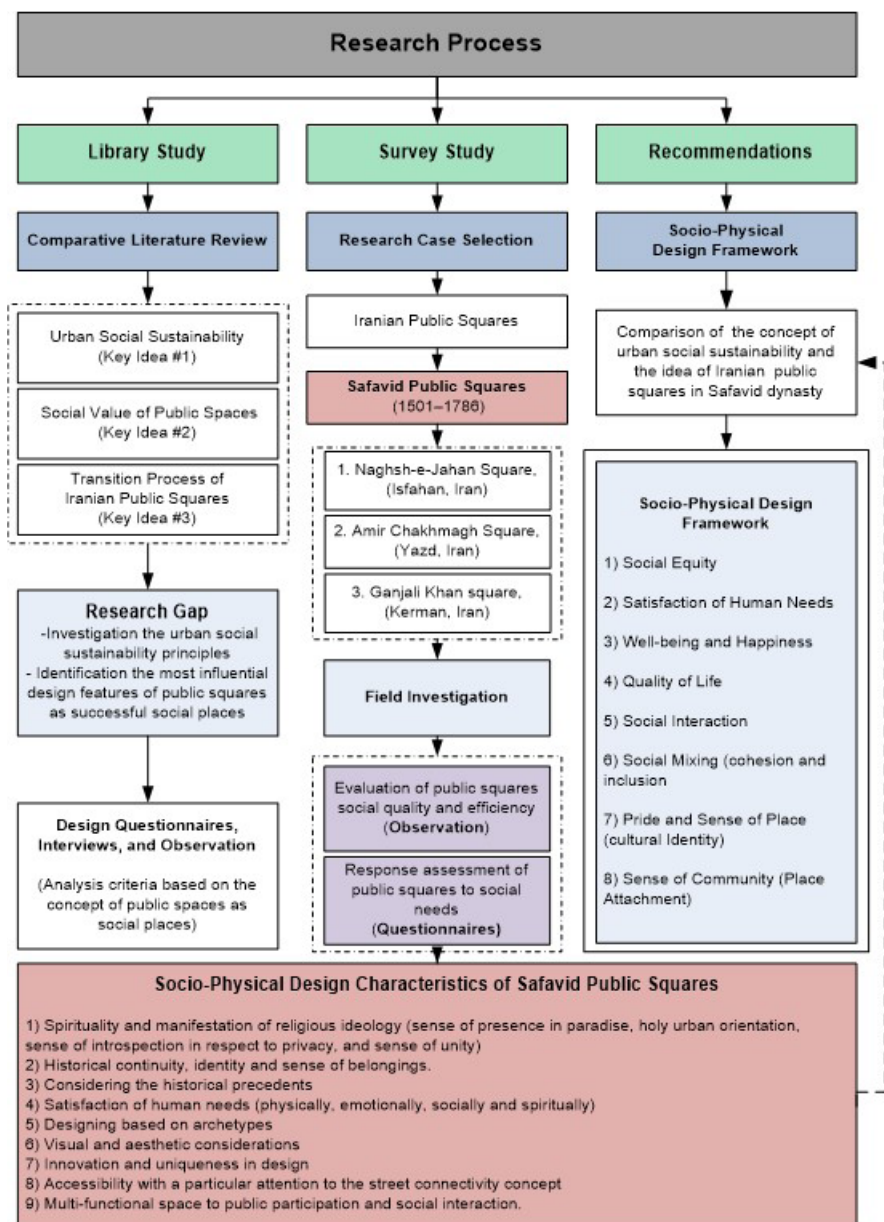 Research Process
Library Study
Comparative Literature Review
Urban Social Sustainability
(Key Idea #1)
Social Value of Public Spaces
(Key Idea #2)
Transition Process of
Iranian Public Squares
(Key Idea #3)
Research Gap
-Investigation the urban social
sustainability principles
- Identification the most influential
design features of public squares
as successful social places
Design Questionnaires,
Interviews, and Observation
(Analysis criteria based on the
concept of public spaces as
social places)
Survey Study
Research Case Selection
Iranian Public Squares
Safavid Public Squares
(1501–1786)
1. Naghsh-e-Jahan Square,
(Isfahan, Iran)
2. Amir Chakhmagh Square,
(Yazd, Iran)
3. Ganjali Khan square,
(Kerman, Iran)
Field Investigation
Evaluation of public squares
social quality and efficiency
(Observation)
Response assessment of
public squares to social
needs
(Questionnaires)
Recommendations
Socio-Physical
Design Framework
Comparison of the concept of
urban social sustainability and
the idea of Iranian public
squares in Safavid dynasty
Socio-Physical Design
Framework
1) Social Equity
2) Satisfaction of Human Needs
3) Well-being and Happiness
4) Quality of Life
5) Social Interaction
6) Social Mixing (cohesion and
inclusion
7) Pride and Sense of Place
(cultural Identity)
8) Sense of Community (Place
Attachment)
Socio-Physical Design Characteristics of Safavid Public Squares
1) Spirituality and manifestation of religious ideology (sense of presence in paradise, holy urban orientation,
sense of introspection in respect to privacy, and sense of unity)
2) Historical continuity, identity and sense of belongings.
3) Considering the historical precedents
4) Satisfaction of human needs (physically, emotionally, socially and spiritually)
5) Designing based on archetypes
6) Visual and aesthetic considerations
7) Innovation and uniqueness in design
8) Accessibility with a particular attention to the street connectivity concept
9) Multi-functional space to public participation and social interaction.